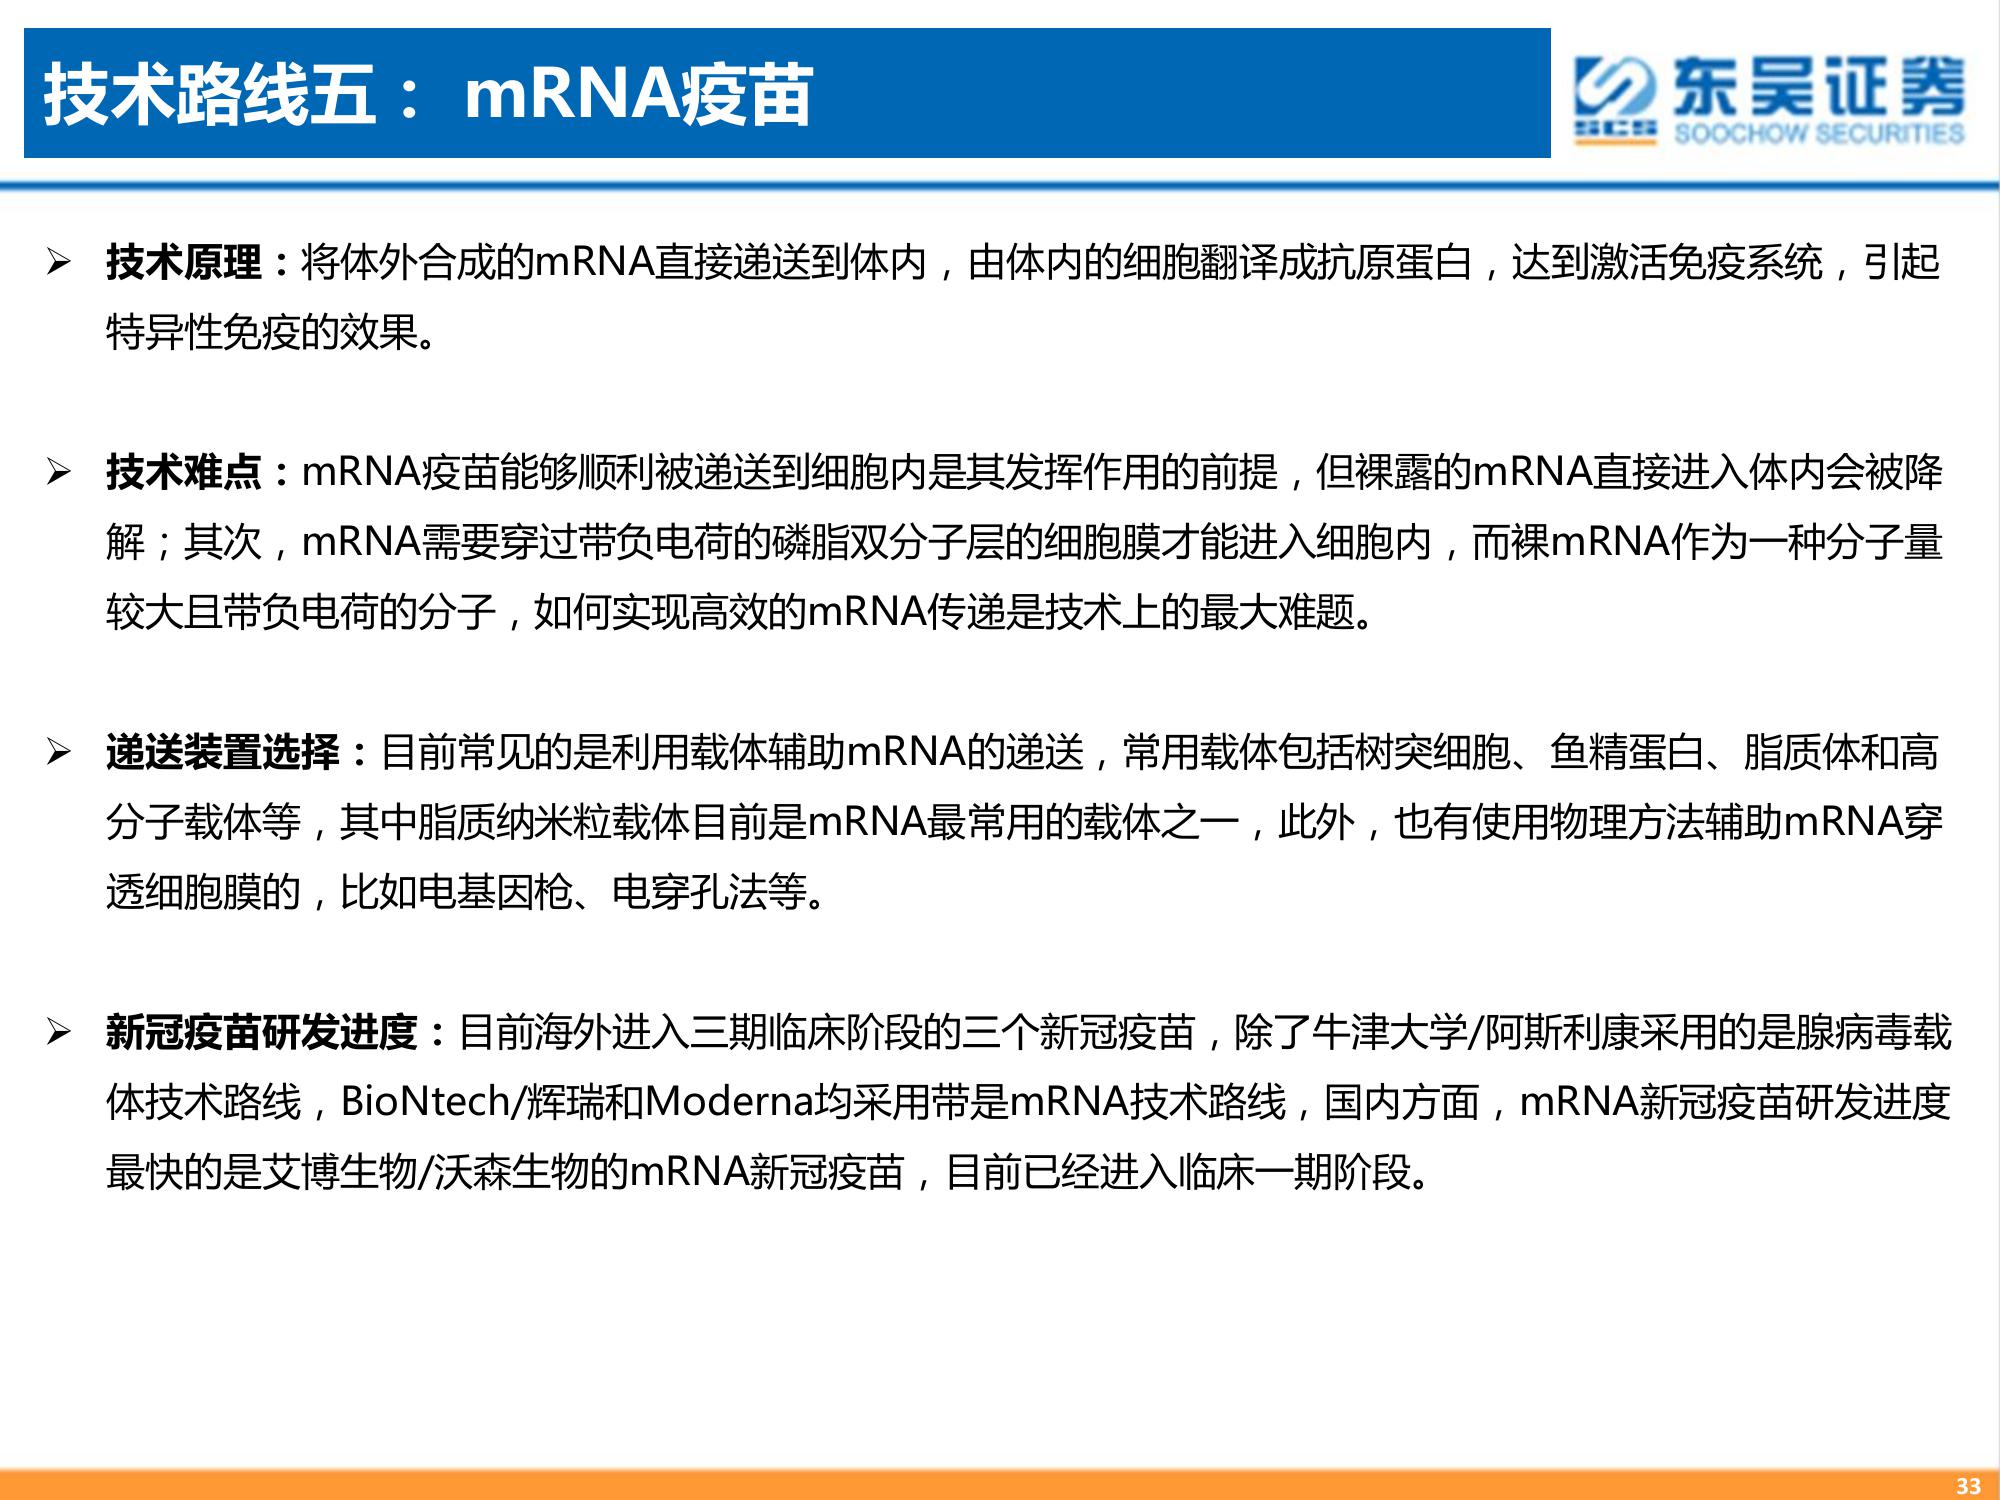 技术路线五： mRNA疫苗
东吴证券
SCS
SOOCHOW SECURITIES
➢ 技术原理：将体外合成的mRNA直接递送到体内，由体内的细胞翻译成抗原蛋白，达到激活免疫系统，引起
特异性免疫的效果。
➢ 技术难点：mRNA疫苗能够顺利被递送到细胞内是其发挥作用的前提，但裸露的mRNA直接进入体内会被降
解；其次，mRNA需要穿过带负电荷的磷脂双分子层的细胞膜才能进入细胞内，而裸mRNA作为一种分子量
较大且带负电荷的分子，如何实现高效的mRNA传递是技术上的最大难题。
➢ 递送装置选择：目前常见的是利用载体辅助mRNA的递送，常用载体包括树突细胞、鱼精蛋白、脂质体和高
分子载体等，其中脂质纳米粒载体目前是mRNA最常用的载体之一，此外，也有使用物理方法辅助mRNA穿
透细胞膜的，比如电基因枪、电穿孔法等。
➢ 新冠疫苗研发进度：目前海外进入三期临床阶段的三个新冠疫苗，除了牛津大学/阿斯利康采用的是腺病毒载
体技术路线，BioNtech/辉瑞和Moderna均采用带是mRNA技术路线，国内方面，mRNA新冠疫苗研发进度
最快的是艾博生物/沃森生物的mRNA新冠疫苗，目前已经进入临床一期阶段。
33